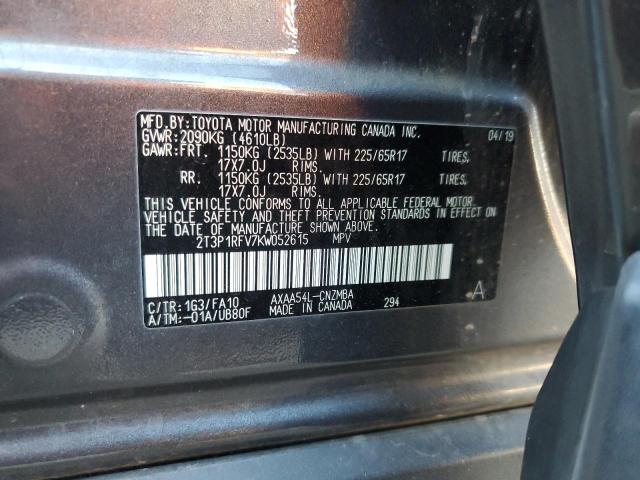 MFD.BY:TOYOTA MOTOR MANUFACTURING CANADA INC. 04/19
GVWR:2090KG (4610LB)
GAWR:FRT. 1150KG (2535LB) WITH 225/65R17 TIRES.
17X7.0J RIMS.
RR. 1150KG (2535LB) WITH 225/65R17 TIRES.
17X7.0J RIMS.
THIS VEHICLE CONFORMS TO ALL APPLICABLE FEDERAL MOTOR
VEHICLE SAFETY AND THEFT PREVENTION STANDARDS IN EFFECT ON
THE DATE OF MANUFACTURE SHOWN ABOVE.
2T3P1RFV7KW052615 MPV
C/TR:1G3/FA10 AXAA54L-CNZMBA A
A/TM:-01A/UB80F MADE IN CANADA 294